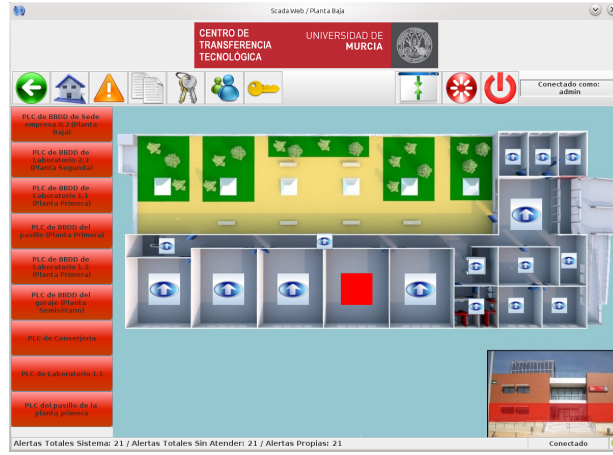 Scada Web / Planta Baja
CENTRO DE
TRANSFERENCIA
TECNOLÓGICA
UNIVERSIDAD DE
MURCIA
Conectado como:
admin
PLC de BBDD de Sede
empresa 0.2 (Planta
Baja)
PLC de BBDD de
Laboratorio 2.3
(Planta Segunda)
PLC de BBDD de
Laboratorio 1.1
(Planta Primera)
PLC de BBDD del
pasillo (Planta Primera)
PLC de BBDD de
Laboratorio 1.2
(Planta Primera)
PLC de BBDD del
garaje (Planta
Semisotano)
PLC de Conserjeria
PLC de Laboratorio 1.1
PLC del pasillo de la
planta primera
Alertas Totales Sistema: 21 / Alertas Totales Sin Atender: 21 / Alertas Propias: 21
Conectado